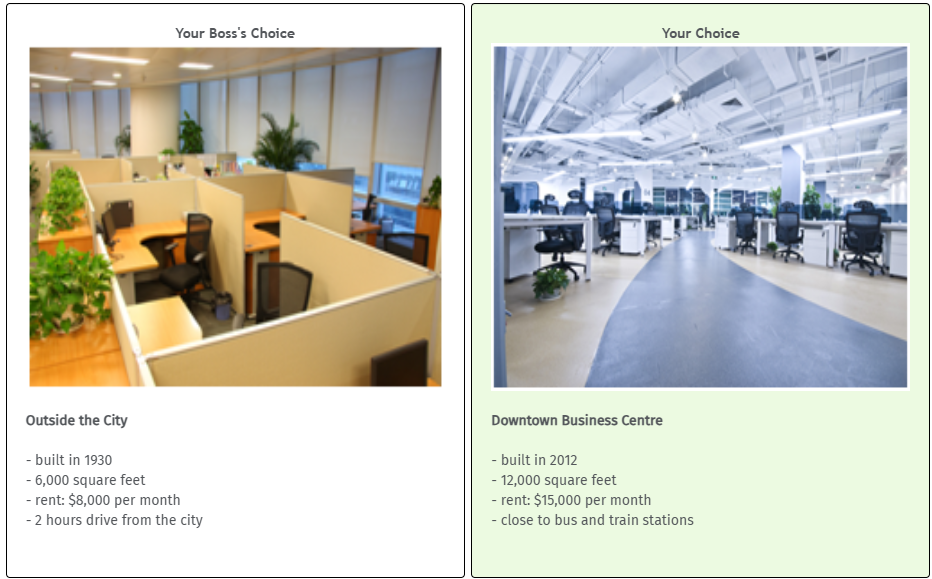 Your Boss's Choice
Outside the City
- built in 1930
- 6,000 square feet
- rent: $8,000 per month
- 2 hours drive from the city
Your Choice
Downtown Business Centre
- built in 2012
- 12,000 square feet
- rent: $15,000 per month
- close to bus and train stations